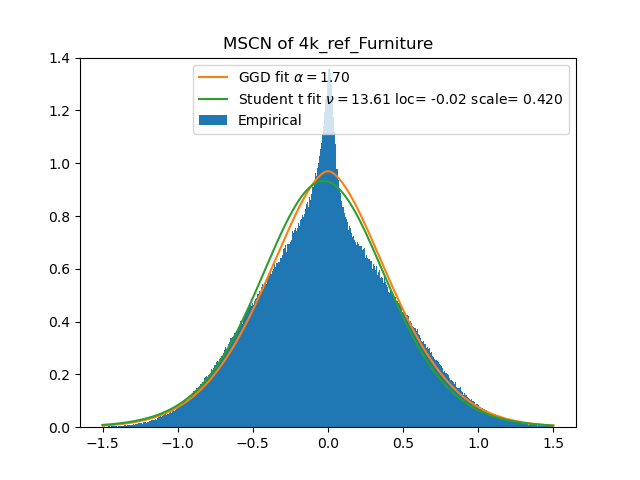 MSCN of 4k_ref_Furniture
GGD fit α = 1.70
Student t fit ν = 13.61 loc= -0.02 scale= 0.420
Empirical
1.4
1.2
1.0
0.8
0.6
0.4
0.2
0.0
−1.5 −1.0 −0.5 0.0 0.5 1.0 1.5